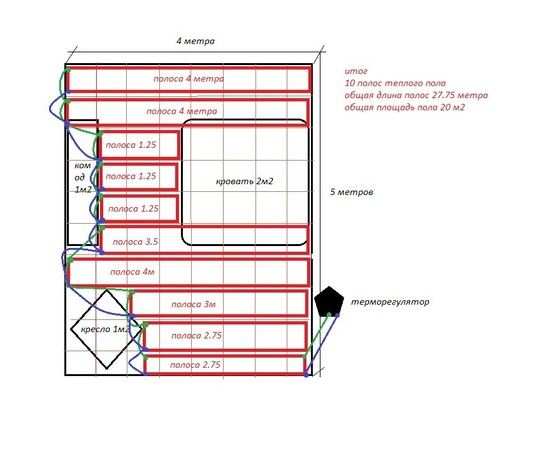 4 метра
полоса 4 метра
итог
10 полос теплого пола
общая длина полос 27.75 метра
общая площадь пола 20 м2
полоса 4 метра
полоса 1.25
ком
од
1м2
полоса 1.25
кровать 2м2
5 метров
полоса 1.25
полоса 3.5
полоса 4м
полоса 3м
терморегулятор
кресло 1м2
полоса 2.75
полоса 2.75